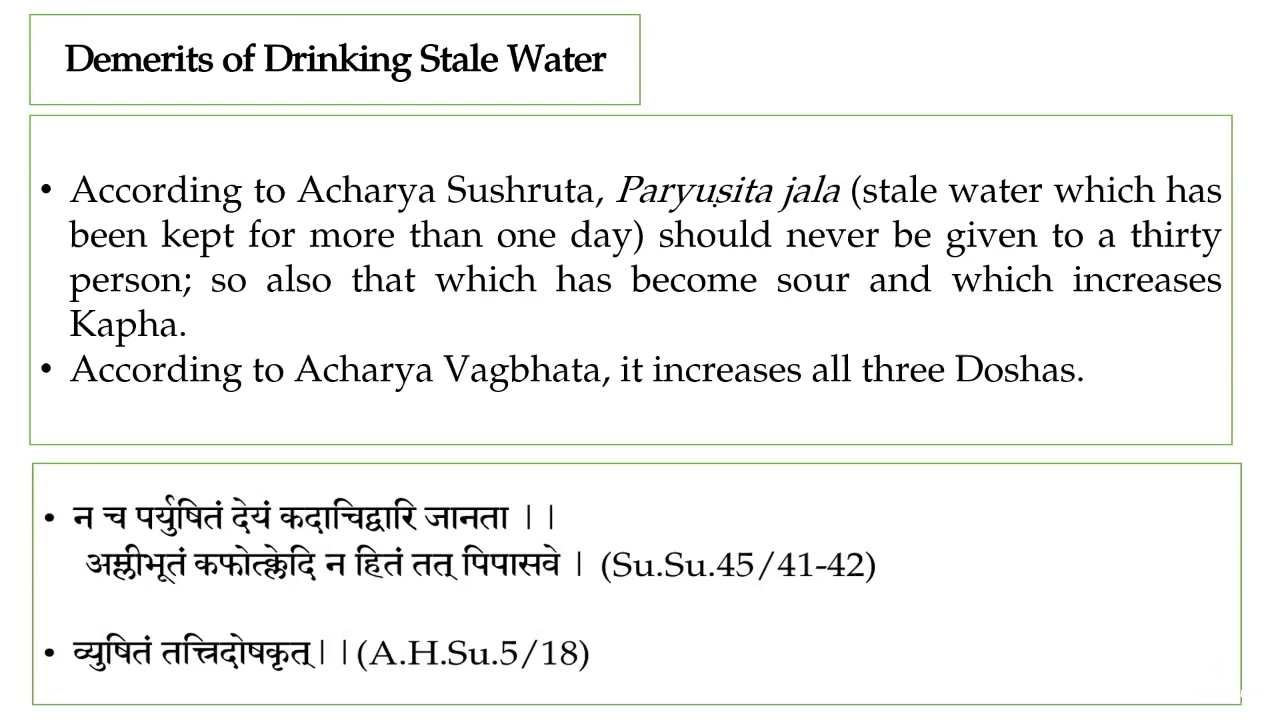 Demerits of Drinking Stale Water
• According to Acharya Sushruta, Paryuṣita jala (stale water which has
been kept for more than one day) should never be given to a thirty
person; so also that which has become sour and which increases
Kapha.
• According to Acharya Vagbhata, it increases all three Doshas.
• न च पर्युषितं देयं कदाचिद्वारि जानता ||
अम्लीभूतं कफोत्क्लेदि न हितं तत् पिपासवे | (Su.Su.45/41-42)
• व्युषितं तत्त्रिदोषकृत्||(A.H.Su.5/18)